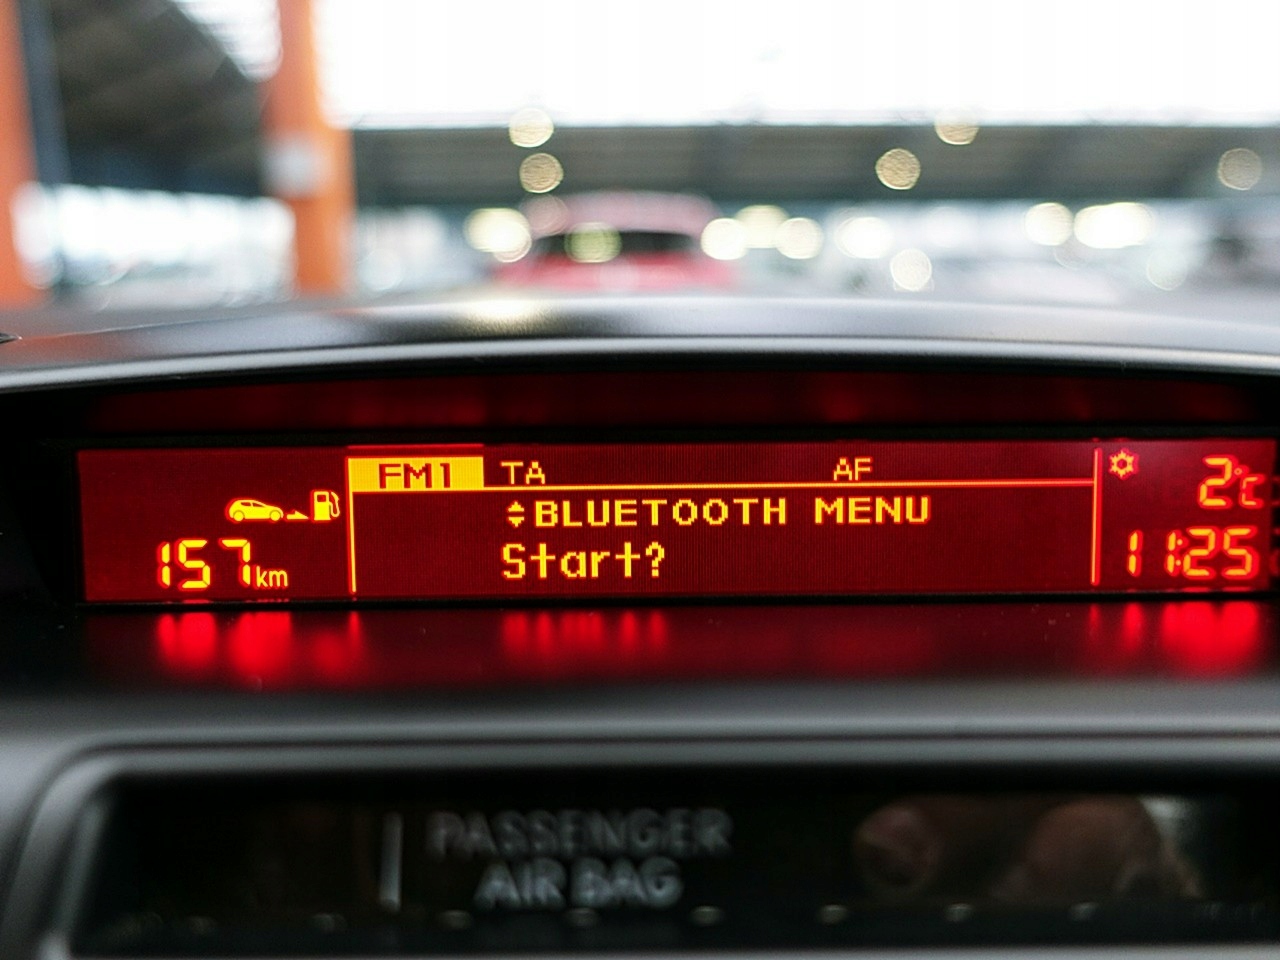 FM1 TA AF
2°C
BLUETOOTH MENU
157km
Start?
11:25
PASSENGER
AIR BAG